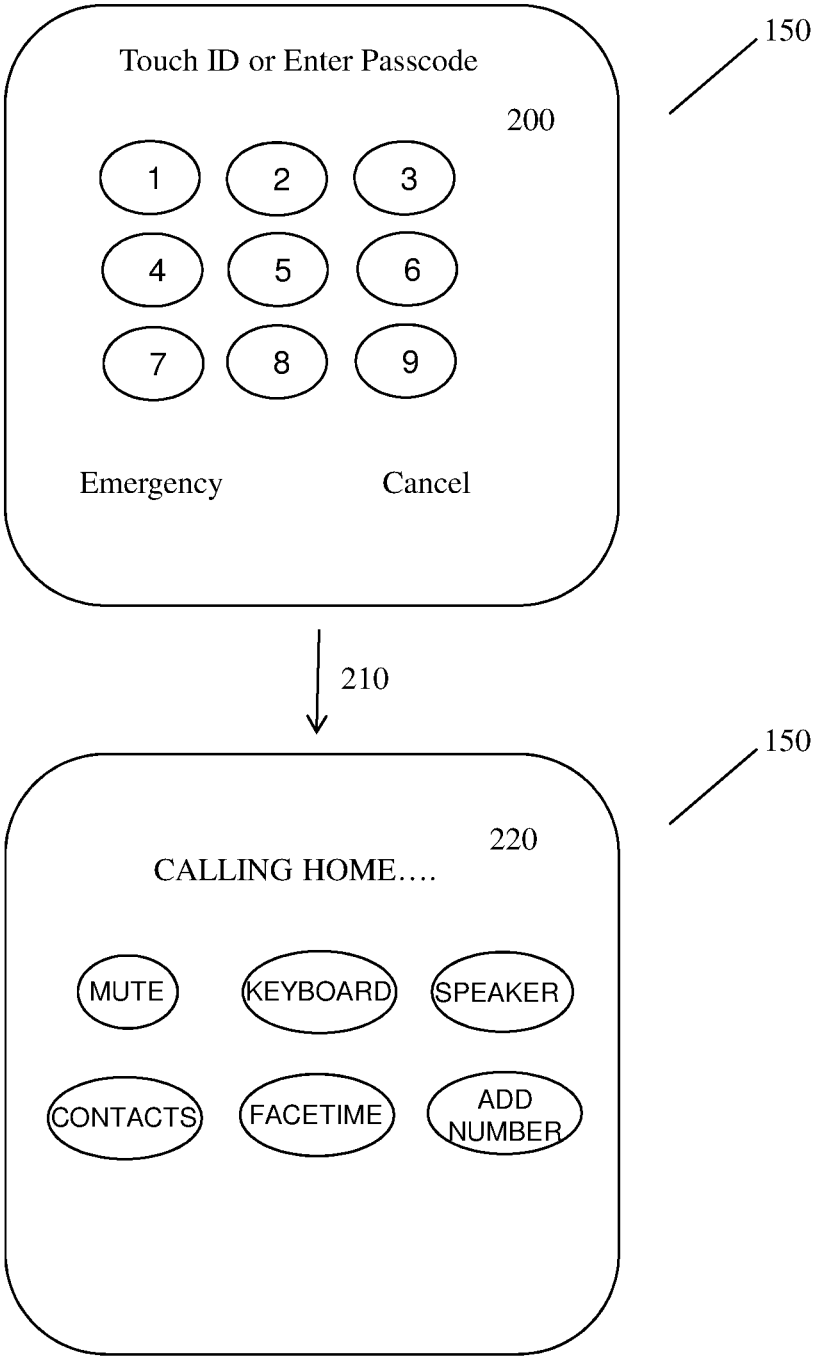 150
Touch ID or Enter Passcode
200
1 2 3
4 5 6
7 8 9
Emergency Cancel
210
150
220
CALLING HOME....
MUTE KEYBOARD SPEAKER
CONTACTS FACETIME ADD NUMBER